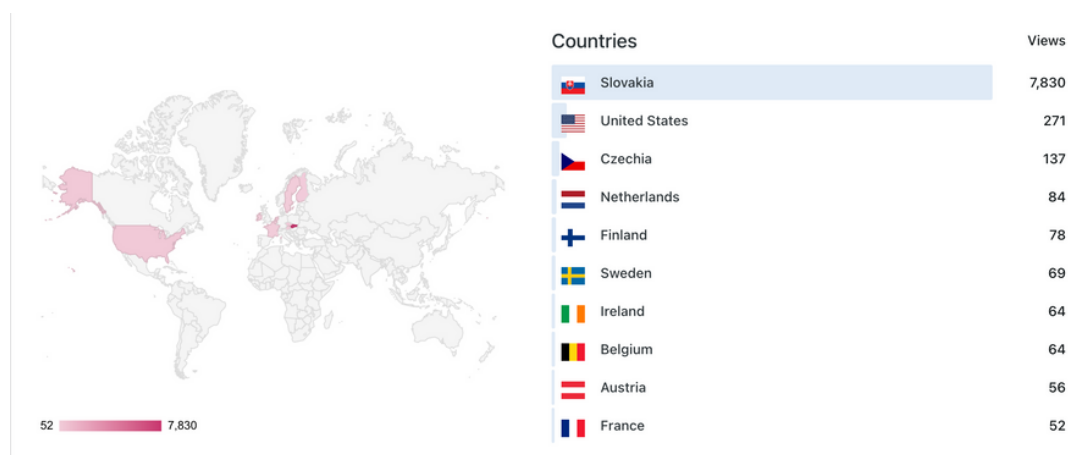 Countries Views
Slovakia 7,830
United States 271
Czechia 137
Netherlands 84
Finland 78
Sweden 69
Ireland 64
Belgium 64
Austria 56
France 52
52 7,830